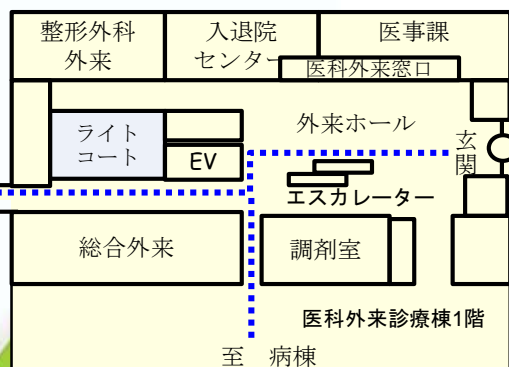 整形外科
外来
入退院
センター
医事課
医科外来窓口
ライト
コート
EV
外来ホール
玄関
エスカレーター
総合外来
調剤室
医科外来診療棟1階
至　病棟